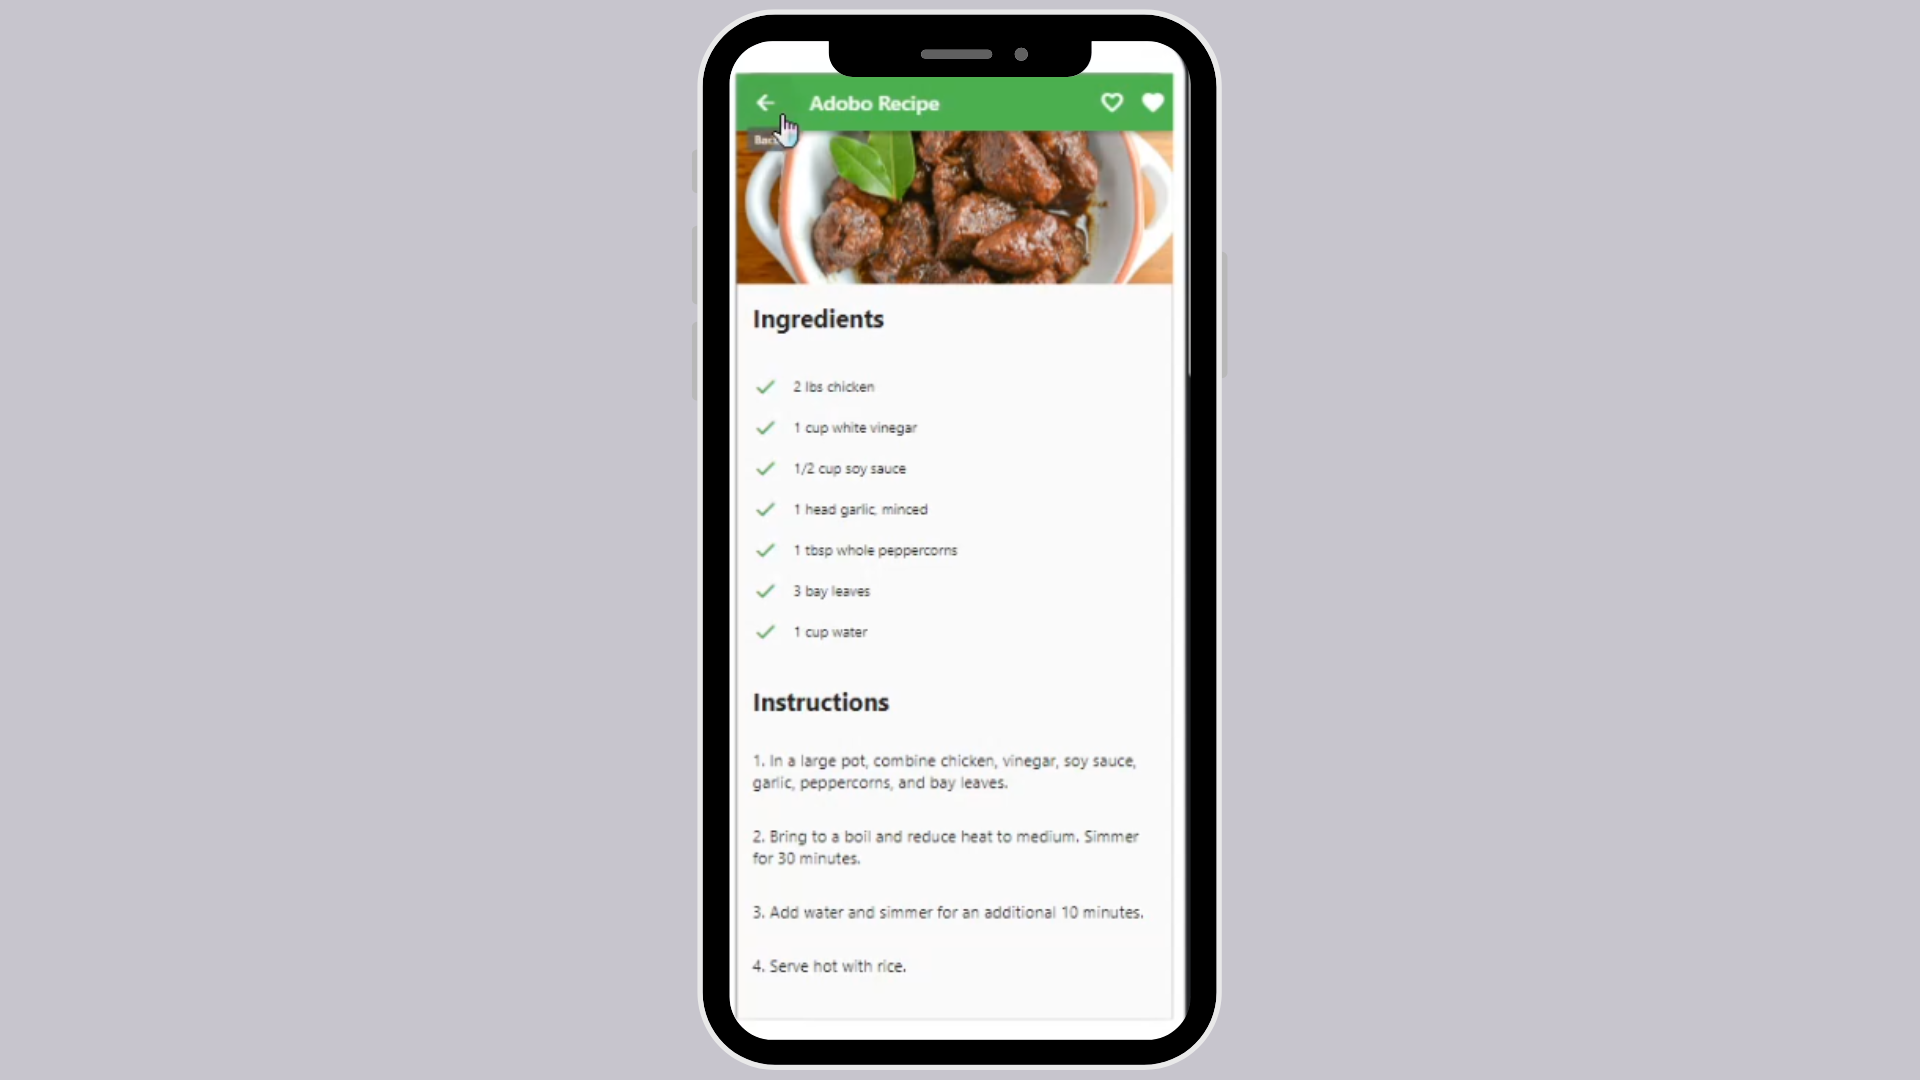 Adobo Recipe
Back
Ingredients
2 lbs chicken
1 cup white vinegar
1/2 cup soy sauce
1 head garlic, minced
1 tbsp whole peppercorns
3 bay leaves
1 cup water
Instructions
1. In a large pot, combine chicken, vinegar, soy sauce,
garlic, peppercorns, and bay leaves.
2. Bring to a boil and reduce heat to medium. Simmer
for 30 minutes.
3. Add water and simmer for an additional 10 minutes.
4. Serve hot with rice.